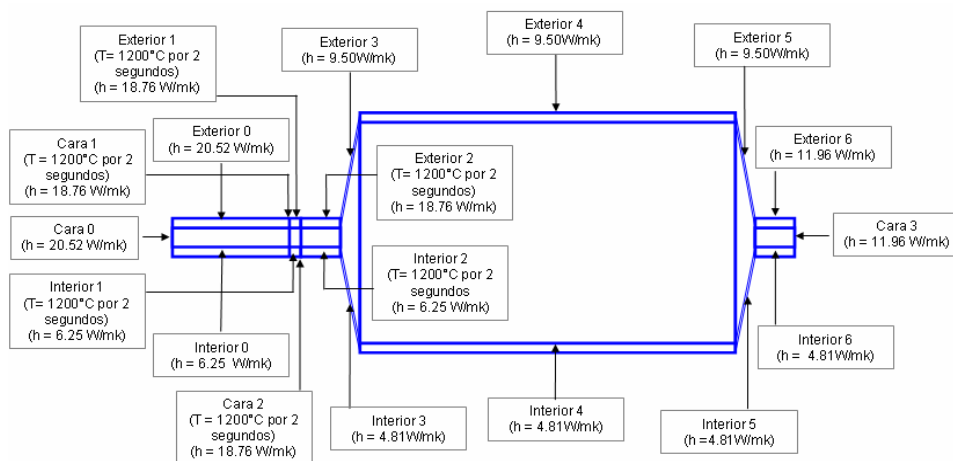 Exterior 4
(h = 9.50W/mk)
Exterior 1
(T= 1200°C por 2
segundos)
(h = 18.76 W/mk)
Exterior 3
(h = 9.50W/mk)
Exterior 5
(h = 9.50W/mk)
Cara 1
(T = 1200°C por 2
segundos)
(h = 18.76 W/mk)
Exterior 0
(h = 20.52 W/mk)
Exterior 2
(T= 1200°C por 2
segundos)
(h = 18.76 W/mk)
Exterior 6
(h = 11.96 W/mk)
Cara 0
(h = 20.52 W/mk)
Cara 3
(h = 11.96 W/mk)
Interior 1
(T= 1200°C por 2
segundos)
(h = 6.25 W/mk)
Interior 2
(T= 1200°C por 2
segundos
(h = 6.25 W/mk)
Interior 0
(h = 6.25 W/mk)
Interior 6
(h = 4.81W/mk)
Cara 2
(T= 1200°C por 2
segundos)
(h = 18.76 W/mk)
Interior 3
(h = 4.81W/mk)
Interior 4
(h = 4.81W/mk)
Interior 5
(h =4.81W/mk)